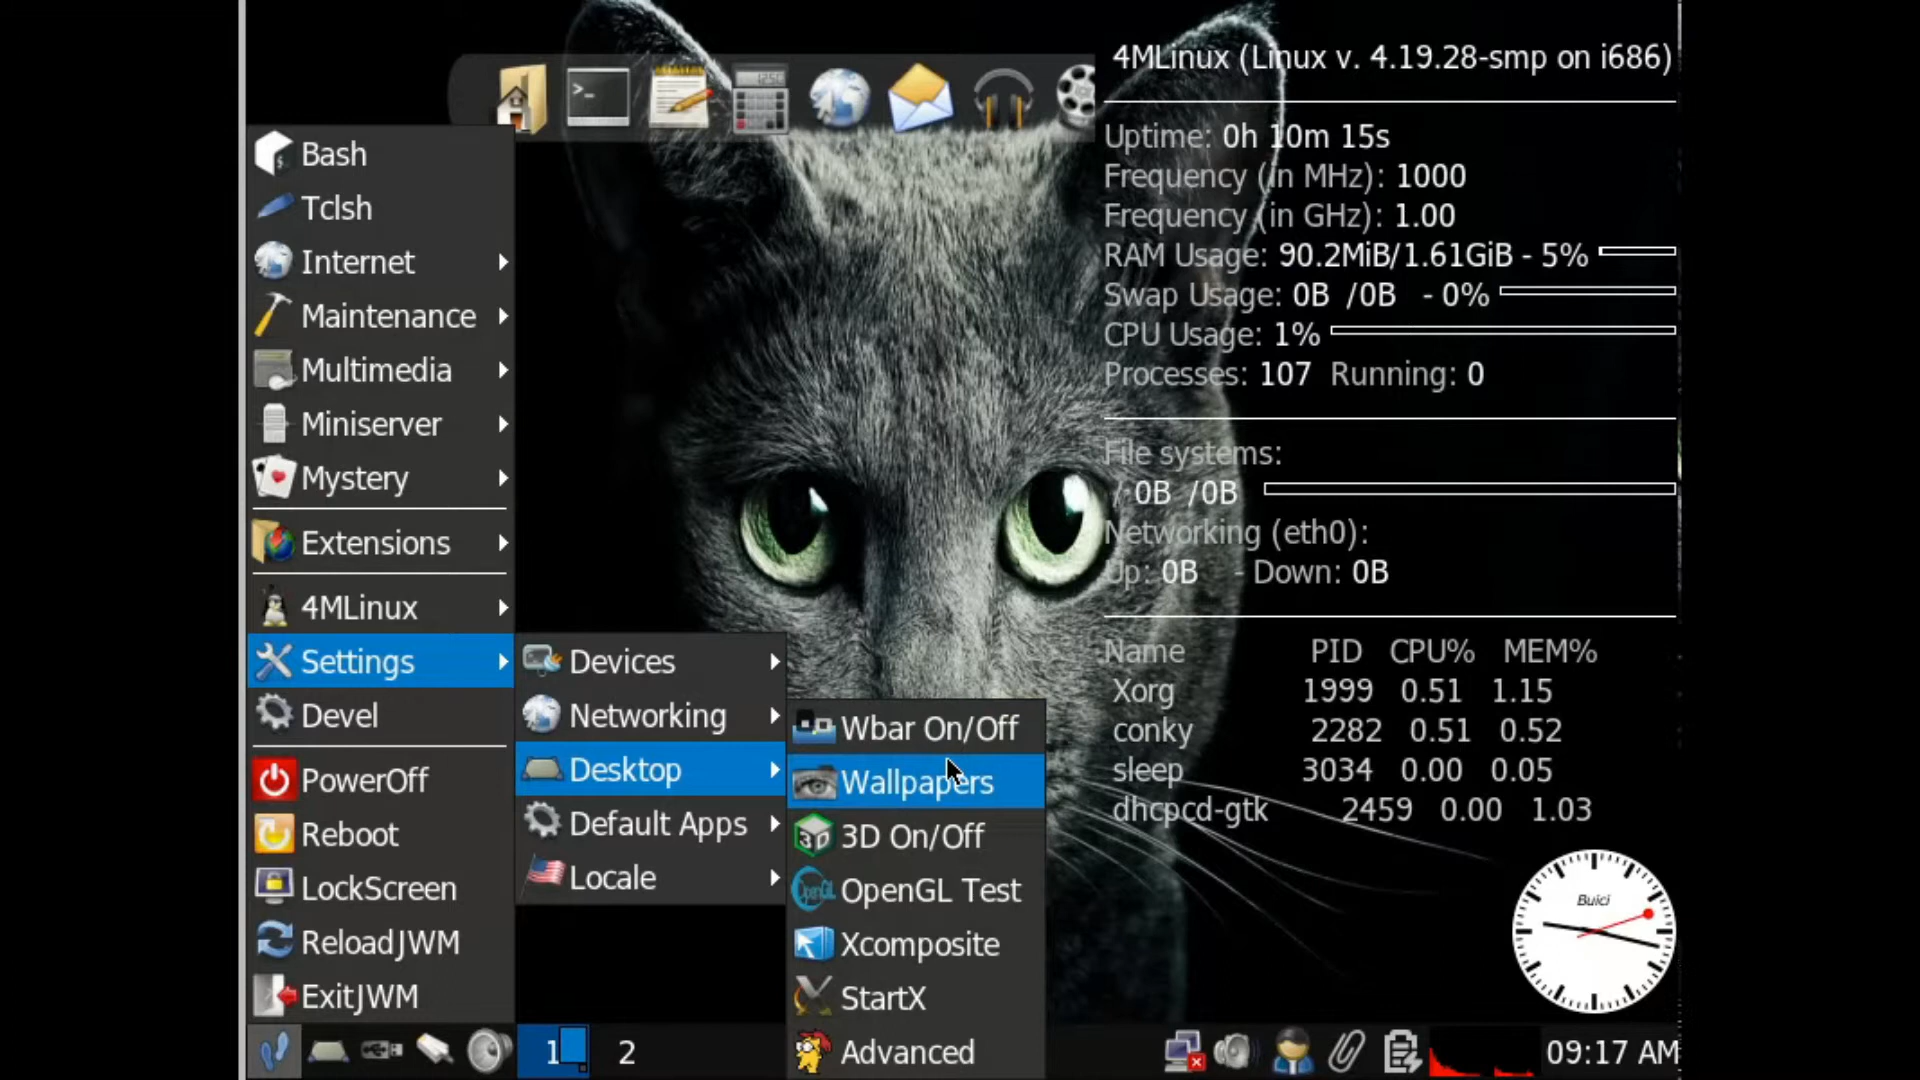 4MLinux (Linux v. 4.19.28-smp on i686)
Uptime: 0h 10m 15s
Frequency (in MHz): 1000
Frequency (in GHz): 1.00
RAM Usage: 90.2MiB/1.61GiB - 5%
Swap Usage: 0B /0B - 0%
CPU Usage: 1%
Processes: 107 Running: 0
File systems:
/ 0B /0B
Networking (eth0):
Up: 0B - Down: 0B
Name PID CPU% MEM%
Xorg 1999 0.51 1.15
conky 2282 0.51 0.52
sleep 3034 0.00 0.05
dhcpcd-gtk 2459 0.00 1.03
Buici
Bash
Tclsh
Internet
Maintenance
Multimedia
Miniserver
Mystery
Extensions
4MLinux
Settings
Devel
PowerOff
Reboot
LockScreen
ReloadJWM
ExitJWM
Devices
Networking
Desktop
Default Apps
Locale
Wbar On/Off
Wallpapers
3D On/Off
OpenGL Test
Xcomposite
StartX
Advanced
1
2
09:17 AM